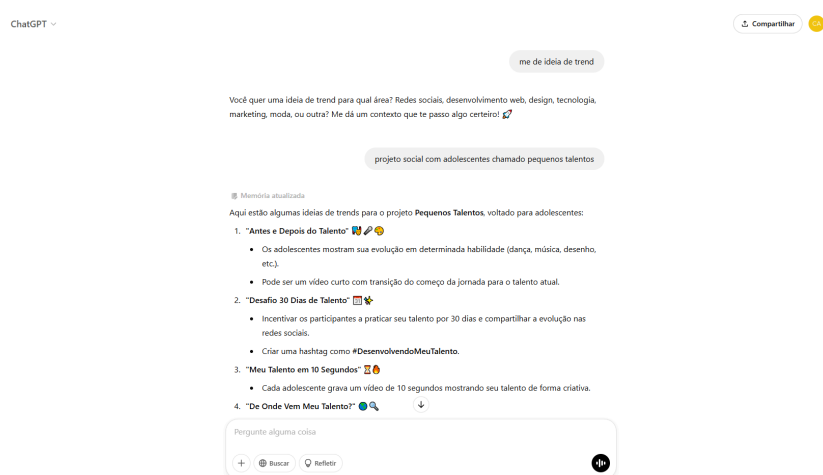 ChatGPT
Compartilhar
CA
me de ideia de trend
Você quer uma ideia de trend para qual área? Redes sociais, desenvolvimento web, design, tecnologia,
marketing, moda, ou outra? Me dá um contexto que te passo algo certeiro! 🚀
projeto social com adolescentes chamado pequenos talentos
Memória atualizada
Aqui estão algumas ideias de trends para o projeto Pequenos Talentos, voltado para adolescentes:
1. "Antes e Depois do Talento" 🎭🎤🎨
• Os adolescentes mostram sua evolução em determinada habilidade (dança, música, desenho,
etc.).
• Pode ser um vídeo curto com transição do começo da jornada para o talento atual.
2. "Desafio 30 Dias de Talento" 📅✨
• Incentivar os participantes a praticar seu talento por 30 dias e compartilhar a evolução nas
redes sociais.
• Criar uma hashtag como #DesenvolvendoMeuTalento.
3. "Meu Talento em 10 Segundos" ⏳🔥
• Cada adolescente grava um vídeo de 10 segundos mostrando seu talento de forma criativa.
4. "De Onde Vem Meu Talento?" 🌍🔍
Pergunte alguma coisa
Buscar
Refletir